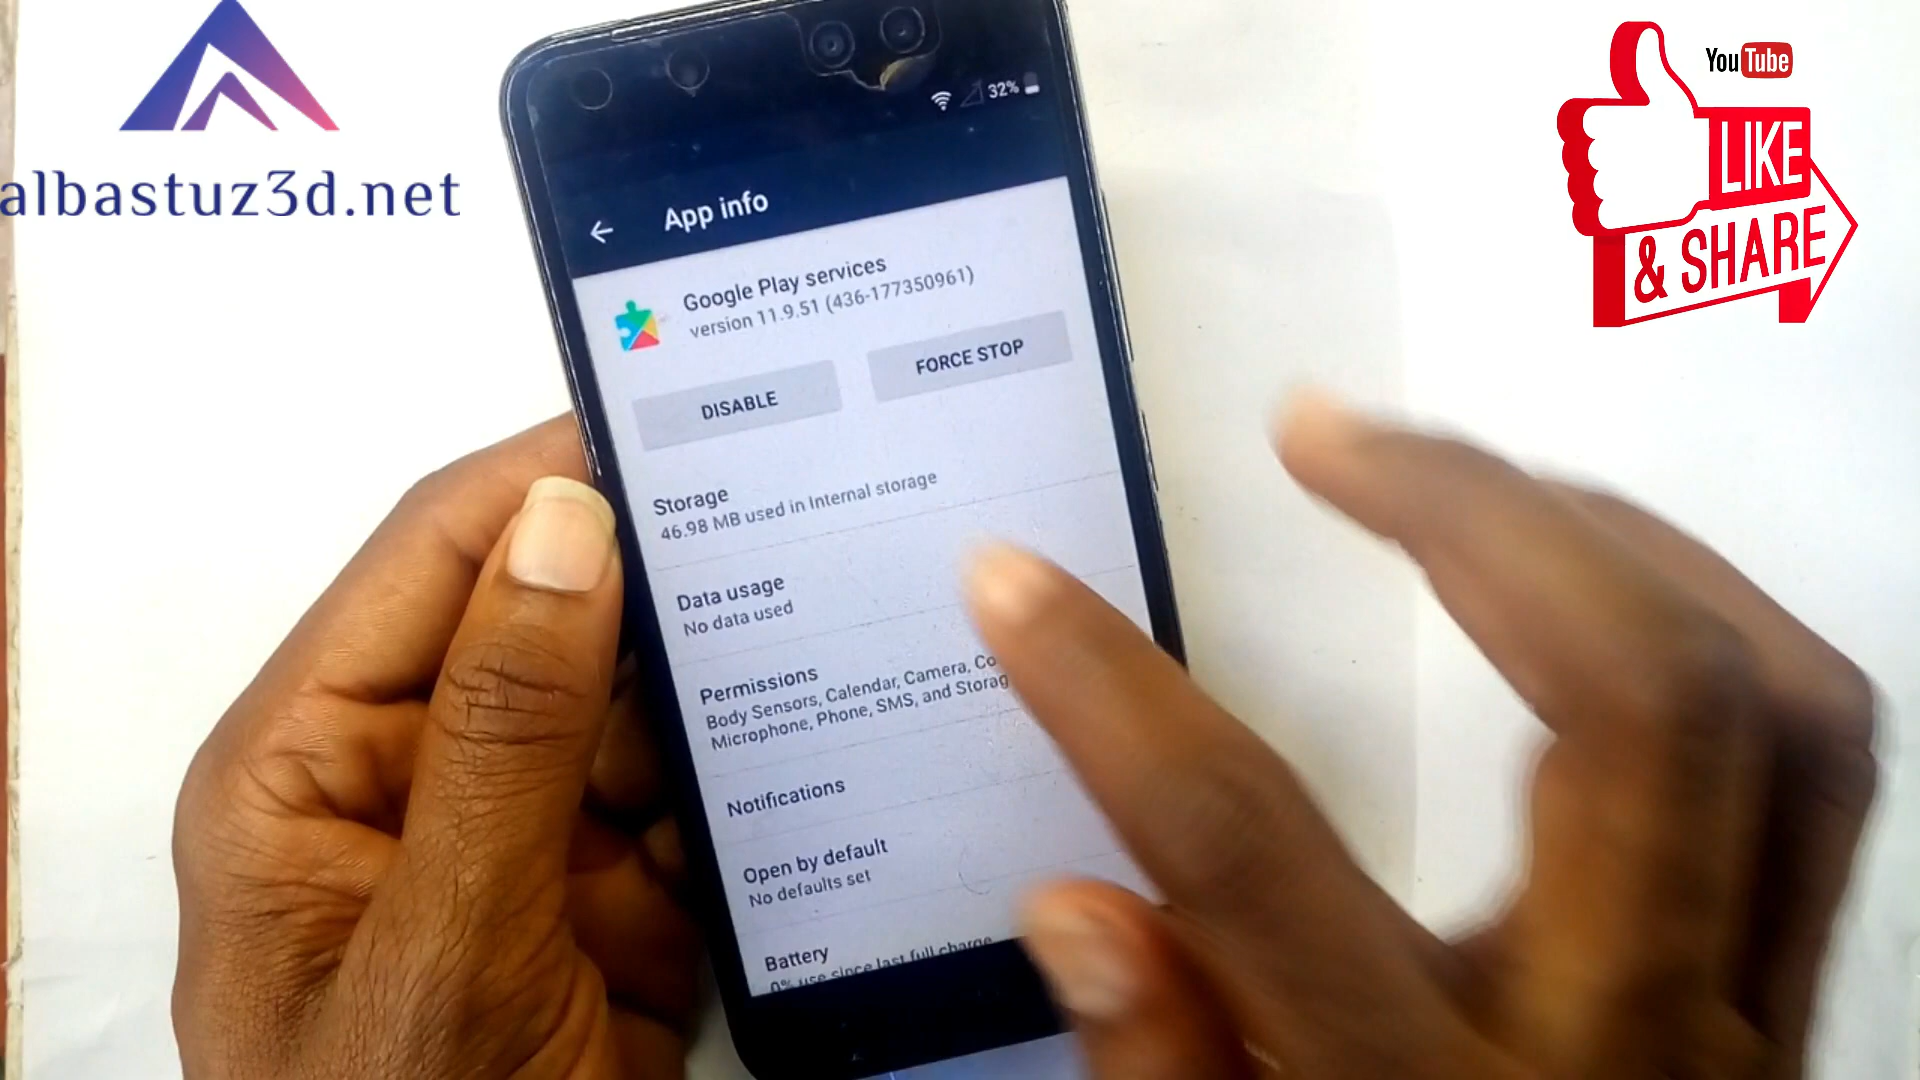 albastuz3d.net
YouTube
LIKE
& SHARE
32%
App info
Google Play services
version 11.9.51 (436-177350961)
DISABLE
FORCE STOP
Storage
46.98 MB used in Internal storage
Data usage
No data used
Permissions
Body Sensors, Calendar, Camera,
Microphone, Phone, SMS, and
Notifications
Open by default
No defaults set
Battery
0% use since last full charge